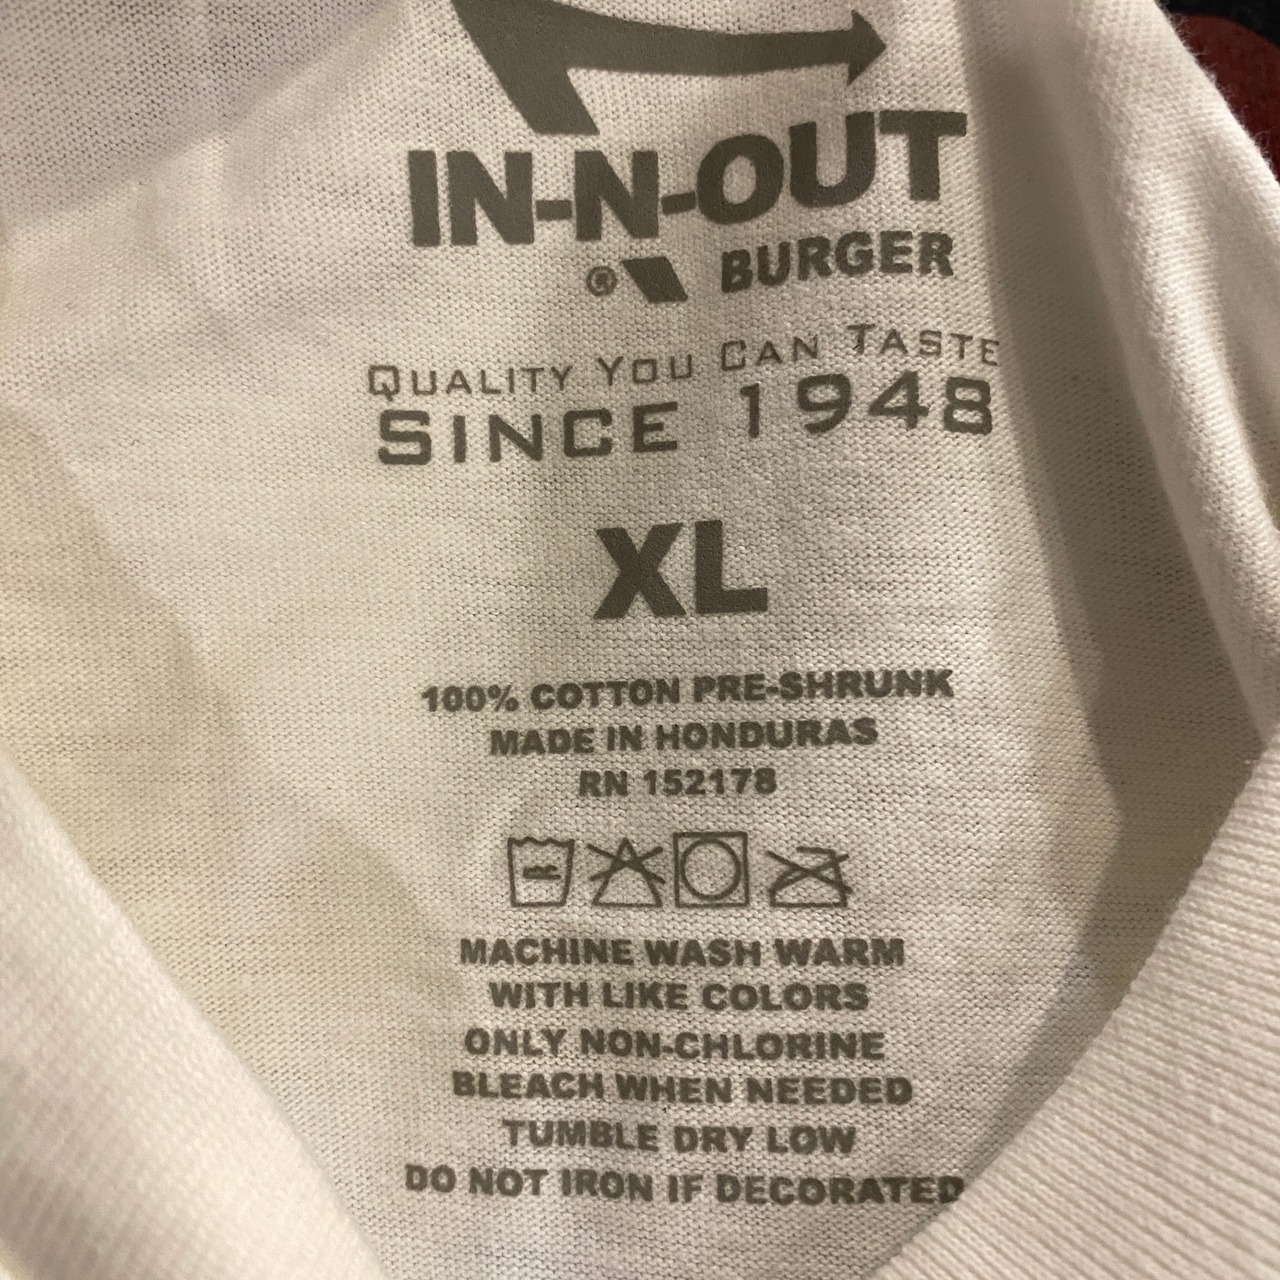 IN-N-OUT
® BURGER
QUALITY YOU CAN TASTE
SINCE 1948
XL
100% COTTON PRE-SHRUNK
MADE IN HONDURAS
RN 152178
MACHINE WASH WARM
WITH LIKE COLORS
ONLY NON-CHLORINE
BLEACH WHEN NEEDED
TUMBLE DRY LOW
DO NOT IRON IF DECORATED